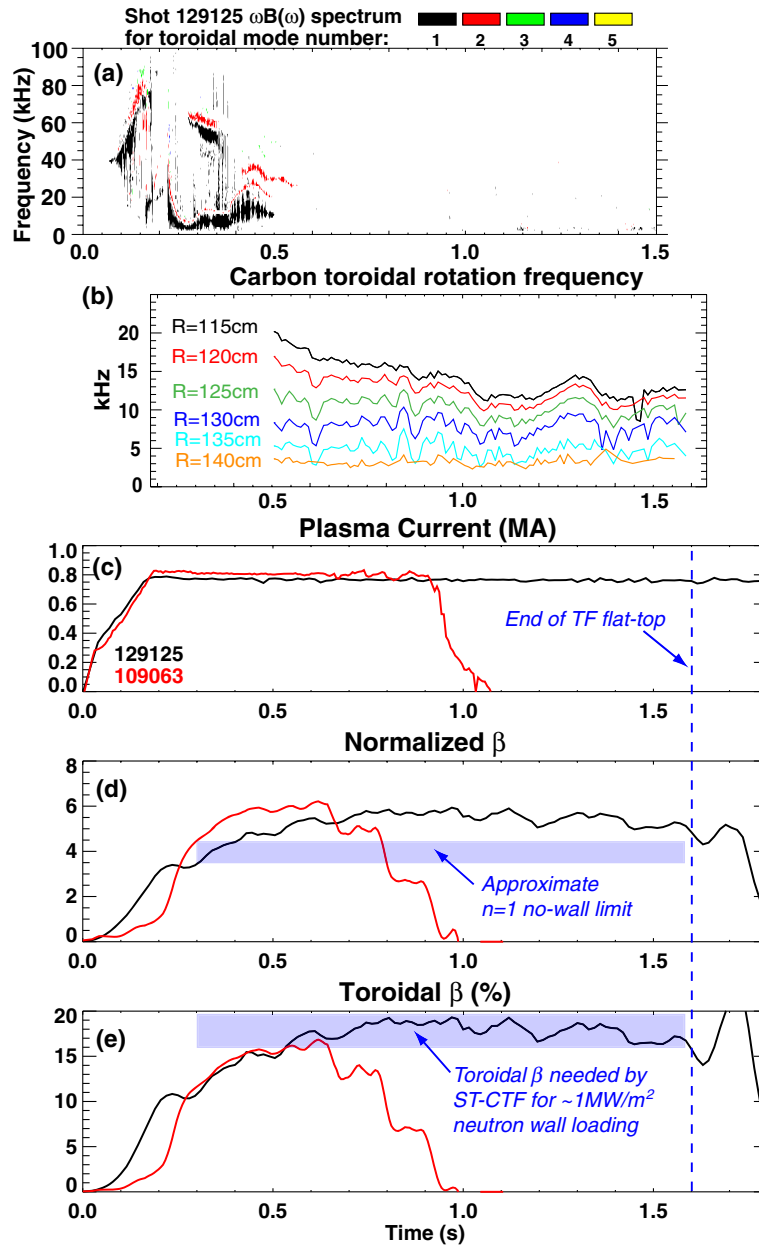 Shot 129125 ωB(ω) spectrum
for toroidal mode number:
1 2 3 4 5
(a)
Frequency (kHz)
100
80
60
40
20
0
0.0 0.5 1.0 1.5
Carbon toroidal rotation frequency
(b)
kHz
20
15
10
5
0
R=115cm
R=120cm
R=125cm
R=130cm
R=135cm
R=140cm
0.5 1.0 1.5
Plasma Current (MA)
(c)
1.0
0.8
0.6
0.4
0.2
0.0
129125
109063
End of TF flat-top
0.0 0.5 1.0 1.5
Normalized β
(d)
8
6
4
2
0
Approximate
n=1 no-wall limit
0.0 0.5 1.0 1.5
Toroidal β (%)
(e)
20
15
10
5
0
Toroidal β needed by
ST-CTF for ~1MW/m²
neutron wall loading
0.0 0.5 1.0 1.5
Time (s)